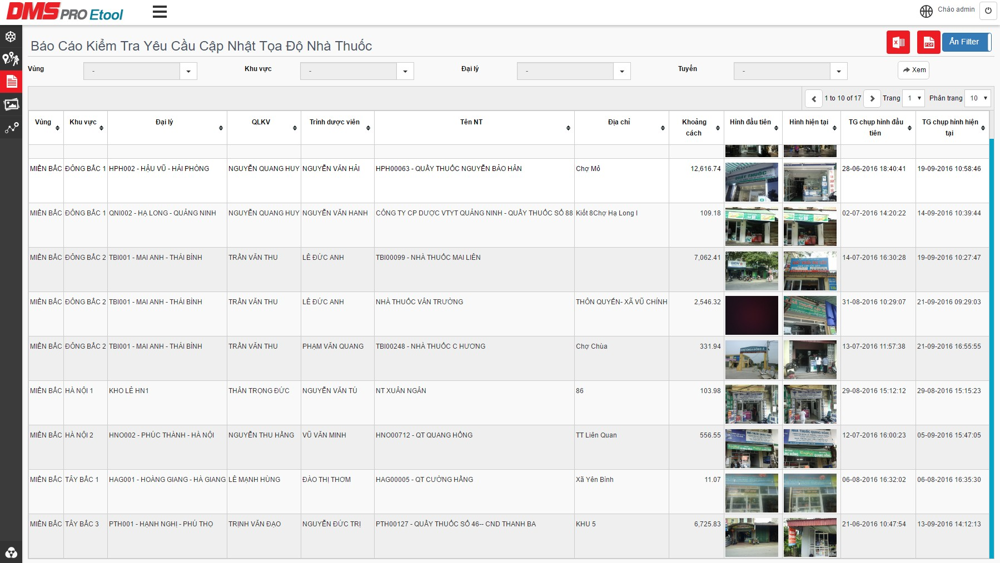 DMS PRO Etool
Chào admin
Báo Cáo Kiểm Tra Yêu Cầu Cập Nhật Tọa Độ Nhà Thuốc
PDF
Ẩn Filter
Vùng - Khu vực - Đại lý - Tuyến - Xem
1 to 10 of 17 Trang 1 Phân trang 10
Vùng Khu vực Đại lý QLKV Trình dược viên Tên NT Địa chỉ Khoảng cách Hình đầu tiên Hình hiện tại TG chụp hình đầu tiên TG chụp hình hiện tại
MIỀN BẮC ĐÔNG BẮC 1 HPH002 - HẬU VŨ - HẢI PHÒNG NGUYỄN QUANG HUY NGUYỄN VĂN HẢI HPH00063 - QUẦY THUỐC NGUYỄN BẢO HÂN Chợ Mỏ 12,616.74 QUẦY THUỐC 28-06-2016 18:40:41 19-09-2016 10:58:46
MIỀN BẮC ĐÔNG BẮC 1 QNI002 - HẠ LONG - QUẢNG NINH NGUYỄN QUANG HUY NGUYỄN VĂN HANH CÔNG TY CP DƯỢC VTYT QUẢNG NINH - QUẦY THUỐC SỐ 88 Kiốt 8Chợ Hạ Long I 109.18 02-07-2016 14:20:22 14-09-2016 10:39:44
MIỀN BẮC ĐÔNG BẮC 2 TBI001 - MAI ANH - THÁI BÌNH TRẦN VĂN THU LÊ ĐỨC ANH TBI00099 - NHÀ THUỐC MAI LIÊN 7,062.41 BIDV 14-07-2016 16:30:28 19-09-2016 10:27:47
MIỀN BẮC ĐÔNG BẮC 2 TBI001 - MAI ANH - THÁI BÌNH TRẦN VĂN THU LÊ ĐỨC ANH NHÀ THUỐC VÂN TRƯỜNG THÔN QUYẾN- XÃ VŨ CHÍNH 2,546.32 31-08-2016 10:29:07 21-09-2016 09:29:03
MIỀN BẮC ĐÔNG BẮC 2 TBI001 - MAI ANH - THÁI BÌNH TRẦN VĂN THU PHẠM VĂN QUANG TBI00248 - NHÀ THUỐC C HƯƠNG Chợ Chùa 331.94 13-07-2016 11:57:38 21-09-2016 16:55:55
MIỀN BẮC HÀ NỘI 1 KHO LẺ HN1 THÂN TRỌNG ĐỨC NGUYỄN VĂN TÚ NT XUÂN NGÂN 86 103.98 29-08-2016 15:12:12 29-08-2016 15:15:23
MIỀN BẮC HÀ NỘI 2 HNO002 - PHÚC THÀNH - HÀ NỘI NGUYỄN THU HẰNG VŨ VĂN MINH HNO00712 - QT QUANG HỒNG TT Liên Quan 556.55 NHÀ THUỐC QUANG HỒNG 12-07-2016 16:00:23 05-09-2016 15:47:05
MIỀN BẮC TÂY BẮC 1 HAG001 - HOÀNG GIANG - HÀ GIANG LÊ MẠNH HÙNG ĐÀO THỊ THƠM HAG00005 - QT CƯỜNG HẰNG Xã Yên Bình 11.07 06-08-2016 16:32:02 06-08-2016 16:35:30
MIỀN BẮC TÂY BẮC 3 PTH001 - HẠNH NGHỊ - PHÚ THỌ TRỊNH VĂN ĐẠO NGUYỄN ĐỨC TRỊ PTH00127 - QUẦY THUỐC SỐ 46-- CND THANH BA KHU 5 6,725.83 21-06-2016 10:47:54 13-09-2016 14:12:13